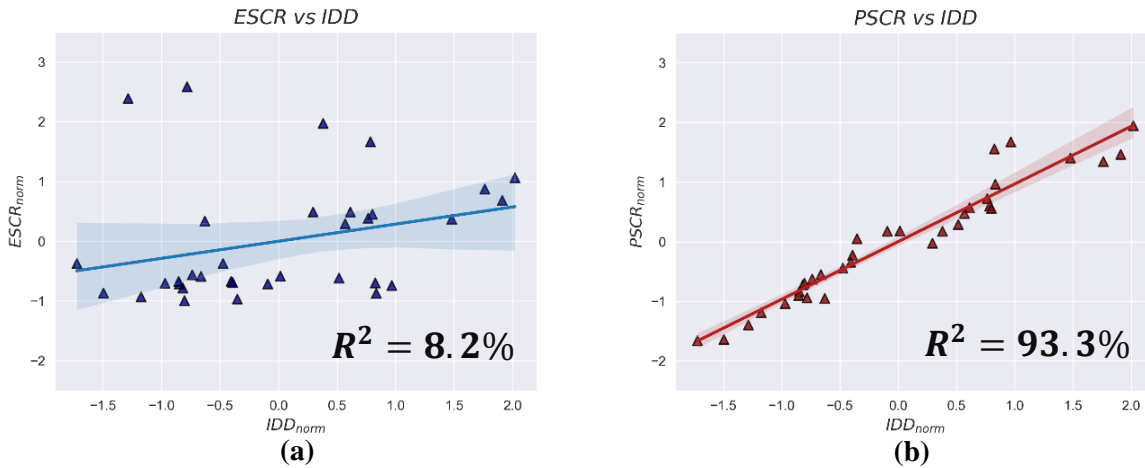 ESCR vs IDD
3
2
1
0
−1
−2
ESCR_norm
R² = 8.2%
−1.5 −1.0 −0.5 0.0 0.5 1.0 1.5 2.0
IDD_norm
(a)
PSCR vs IDD
3
2
1
0
−1
−2
PSCR_norm
R² = 93.3%
−1.5 −1.0 −0.5 0.0 0.5 1.0 1.5 2.0
IDD_norm
(b)